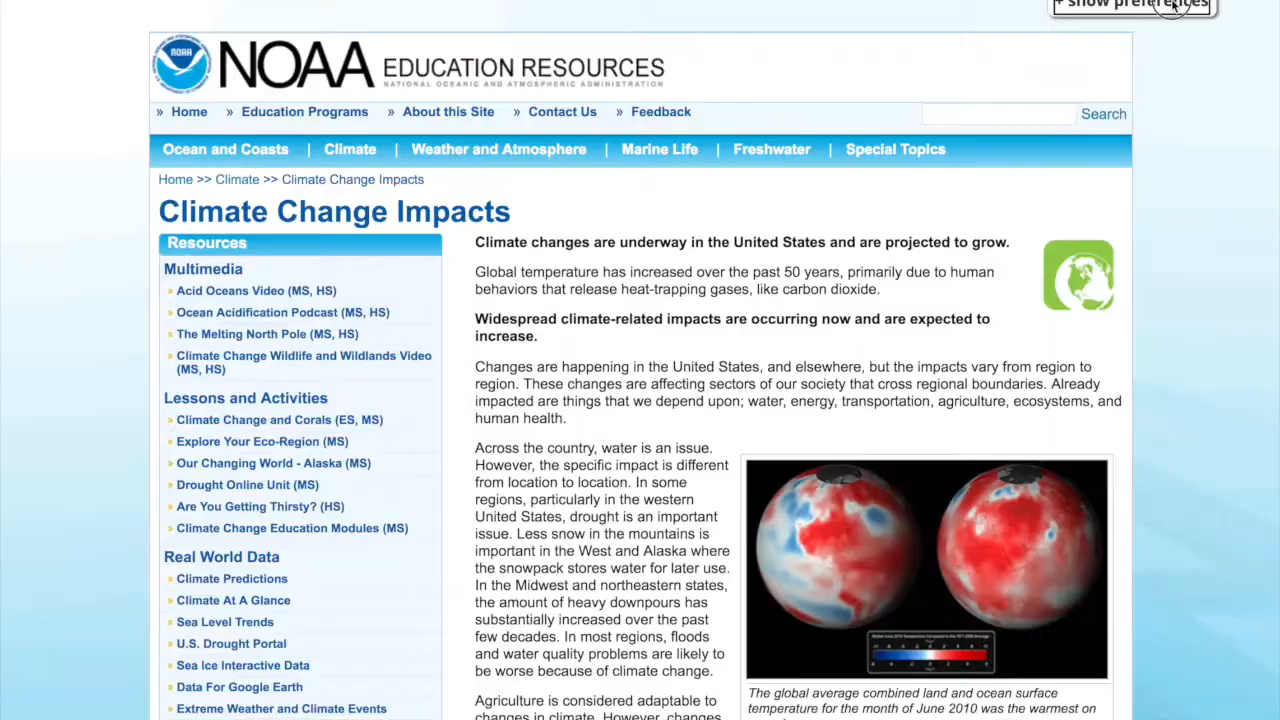 + show preferences
NOAA EDUCATION RESOURCES
NATIONAL OCEANIC AND ATMOSPHERIC ADMINISTRATION
» Home » Education Programs » About this Site » Contact Us » Feedback
Search
Ocean and Coasts | Climate | Weather and Atmosphere | Marine Life | Freshwater | Special Topics
Home >> Climate >> Climate Change Impacts
Climate Change Impacts
Resources
Multimedia
» Acid Oceans Video (MS, HS)
» Ocean Acidification Podcast (MS, HS)
» The Melting North Pole (MS, HS)
» Climate Change Wildlife and Wildlands Video
(MS, HS)
Lessons and Activities
» Climate Change and Corals (ES, MS)
» Explore Your Eco-Region (MS)
» Our Changing World - Alaska (MS)
» Drought Online Unit (MS)
» Are You Getting Thirsty? (HS)
» Climate Change Education Modules (MS)
Real World Data
» Climate Predictions
» Climate At A Glance
» Sea Level Trends
» U.S. Drought Portal
» Sea Ice Interactive Data
» Data For Google Earth
» Extreme Weather and Climate Events
Climate changes are underway in the United States and are projected to grow.
Global temperature has increased over the past 50 years, primarily due to human
behaviors that release heat-trapping gases, like carbon dioxide.
Widespread climate-related impacts are occurring now and are expected to
increase.
Changes are happening in the United States, and elsewhere, but the impacts vary from region to
region. These changes are affecting sectors of our society that cross regional boundaries. Already
impacted are things that we depend upon; water, energy, transportation, agriculture, ecosystems, and
human health.
Across the country, water is an issue.
However, the specific impact is different
from location to location. In some
regions, particularly in the western
United States, drought is an important
issue. Less snow in the mountains is
important in the West and Alaska where
the snowpack stores water for later use.
In the Midwest and northeastern states,
the amount of heavy downpours has
substantially increased over the past
few decades. In most regions, floods
and water quality problems are likely to
be worse because of climate change.
Agriculture is considered adaptable to
changes in climate. However, changes
The global average combined land and ocean surface
temperature for the month of June 2010 was the warmest on